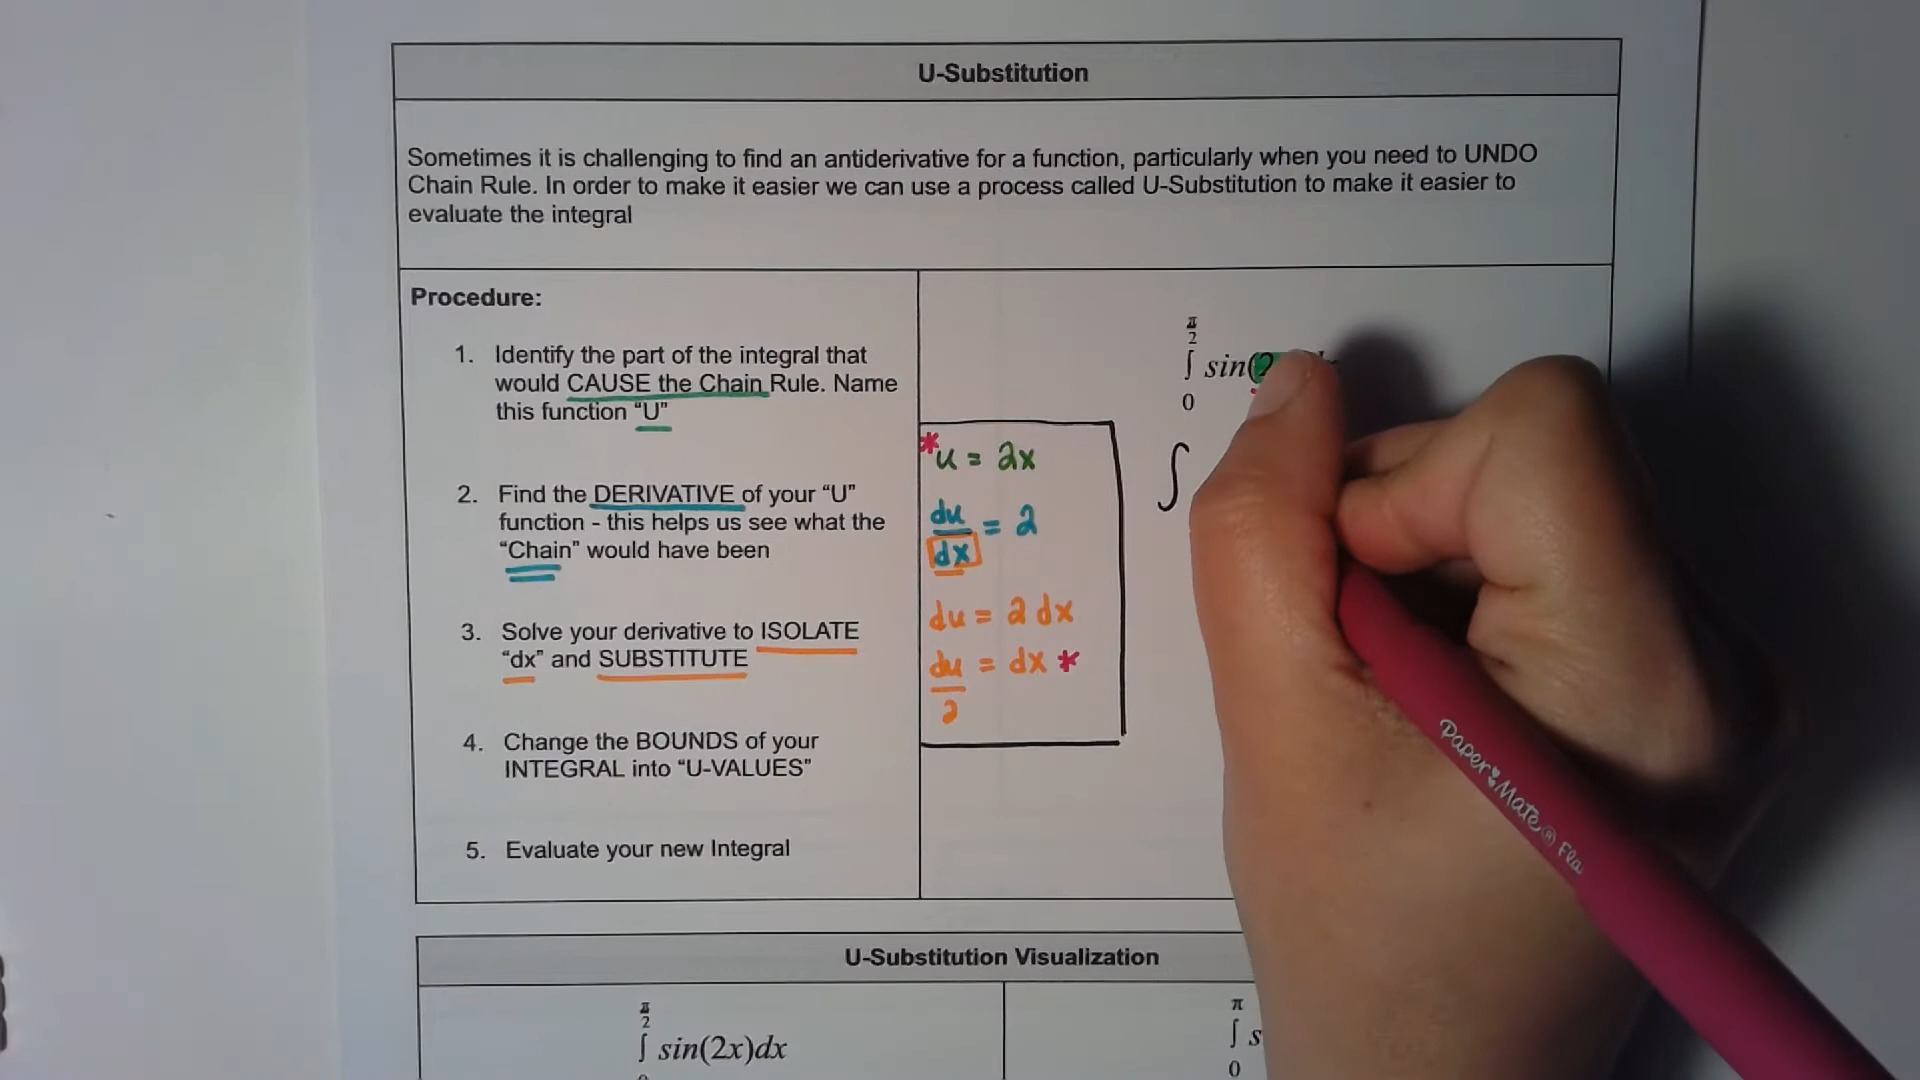 U-Substitution
Sometimes it is challenging to find an antiderivative for a function, particularly when you need to UNDO
Chain Rule. In order to make it easier we can use a process called U-Substitution to make it easier to
evaluate the integral
Procedure:
1. Identify the part of the integral that
would CAUSE the Chain Rule. Name
this function "U"
2. Find the DERIVATIVE of your "U"
function - this helps us see what the
"Chain" would have been
3. Solve your derivative to ISOLATE
"dx" and SUBSTITUTE
4. Change the BOUNDS of your
INTEGRAL into "U-VALUES"
5. Evaluate your new Integral
π
2
∫ sin(2
0
*u = 2x
du
dx = 2
du = 2 dx
du = dx *
2
∫
Paper Mate® Fla
U-Substitution Visualization
π
2
∫ sin(2x)dx
π
∫ s
0